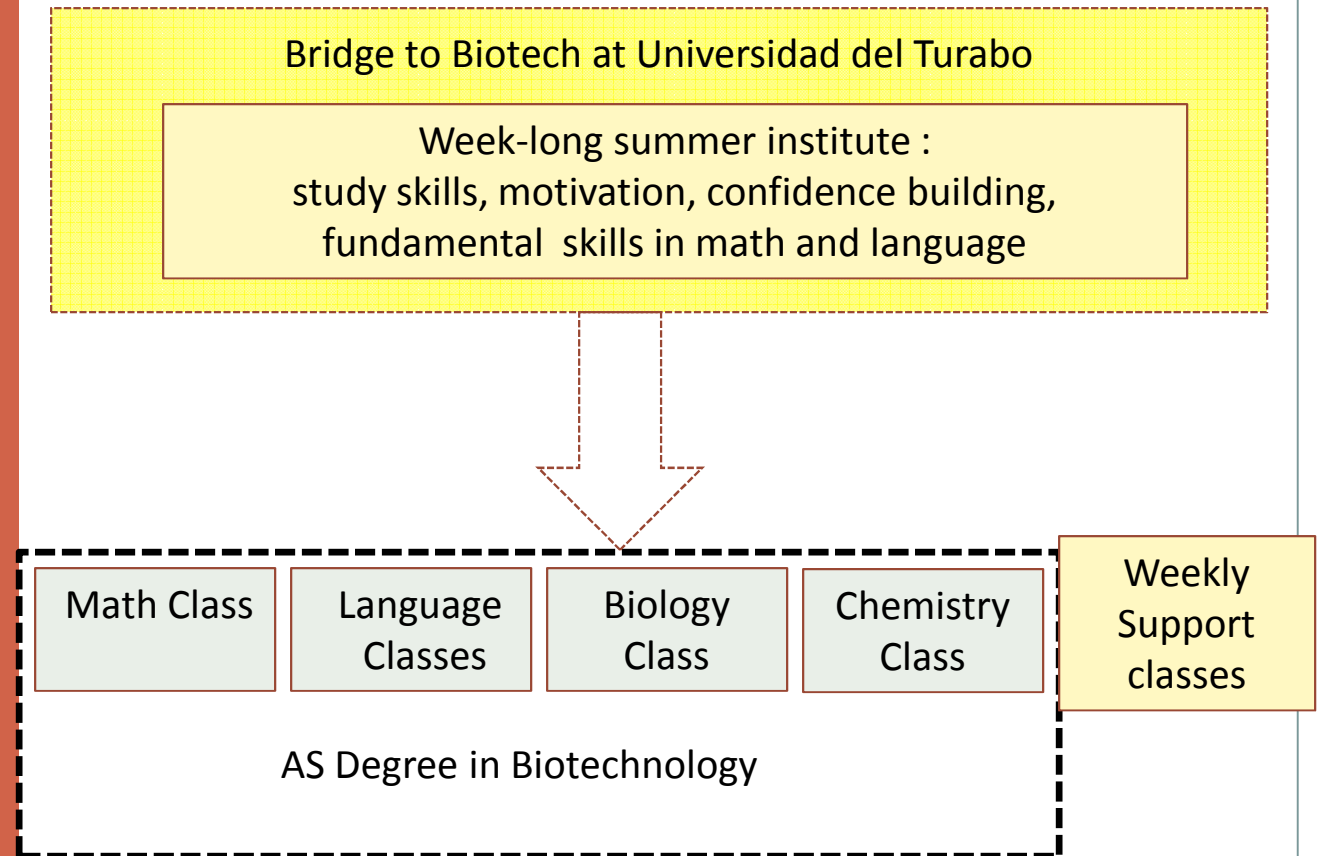 Bridge to Biotech at Universidad del Turabo
Week-long summer institute :
study skills, motivation, confidence building,
fundamental skills in math and language
Math Class
Language
Classes
Biology
Class
Chemistry
Class
Weekly
Support
classes
AS Degree in Biotechnology